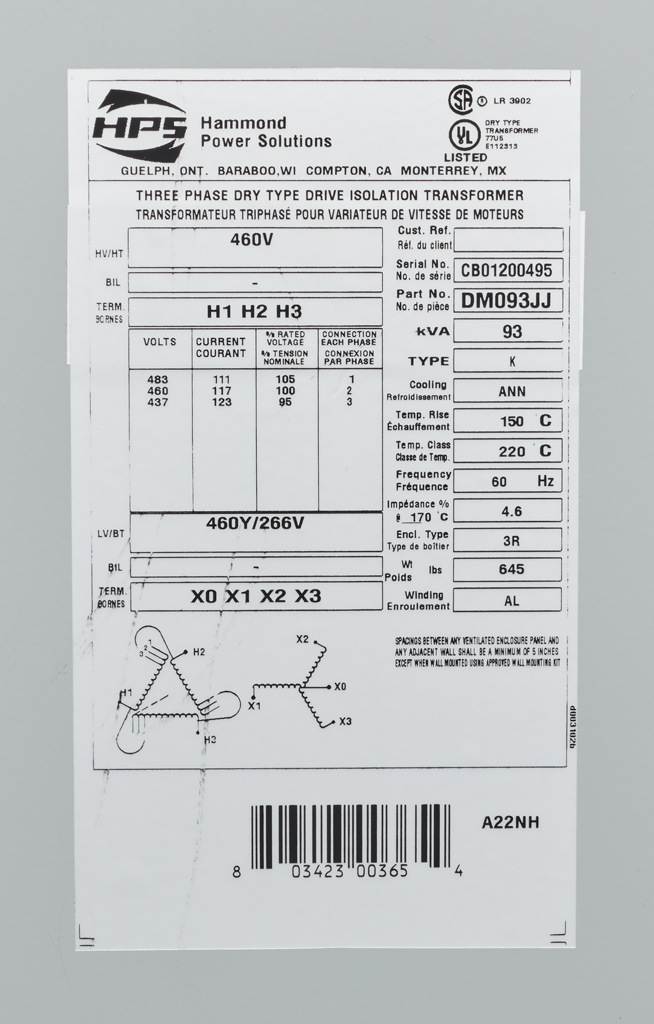 HPS
Hammond
Power Solutions
LR 3902
DRY TYPE
TRANSFORMER
77U5
E112313
LISTED
GUELPH, ONT. BARABOO,WI COMPTON, CA MONTERREY, MX
THREE PHASE DRY TYPE DRIVE ISOLATION TRANSFORMER
TRANSFORMATEUR TRIPHASÉ POUR VARIATEUR DE VITESSE DE MOTEURS
HV/HT 460V
BIL -
TERM. BORNES H1 H2 H3
VOLTS CURRENT COURANT % RATED VOLTAGE % TENSION NOMINALE CONNECTION EACH PHASE CONNEXION PAR PHASE
483 111 105 1
460 117 100 2
437 123 95 3
LV/BT 460Y/266V
BIL -
TERM. BORNES X0 X1 X2 X3
Cust. Ref.
Réf. du client
Serial No.
No. de série CB01200495
Part No.
No. de pièce DM093JJ
kVA 93
TYPE K
Cooling
Refroidissement ANN
Temp. Rise
Échauffement 150 C
Temp. Class
Classe de Temp. 220 C
Frequency
Fréquence 60 Hz
Impédance %
@ 170 °C 4.6
Encl. Type
Type de boîtier 3R
Wt
Poids lbs 645
Winding
Enroulement AL
H1
H2
H3
3 2 1
X2
X0
X1
X3
SPACINGS BETWEEN ANY VENTILATED ENCLOSURE PANEL AND
ANY ADJACENT WALL SHALL BE A MINIMUM OF 5 INCHES
EXCEPT WHEN WALL MOUNTED USING APPROVED WALL MOUNTING KIT
A22NH
8 03423 00365 4